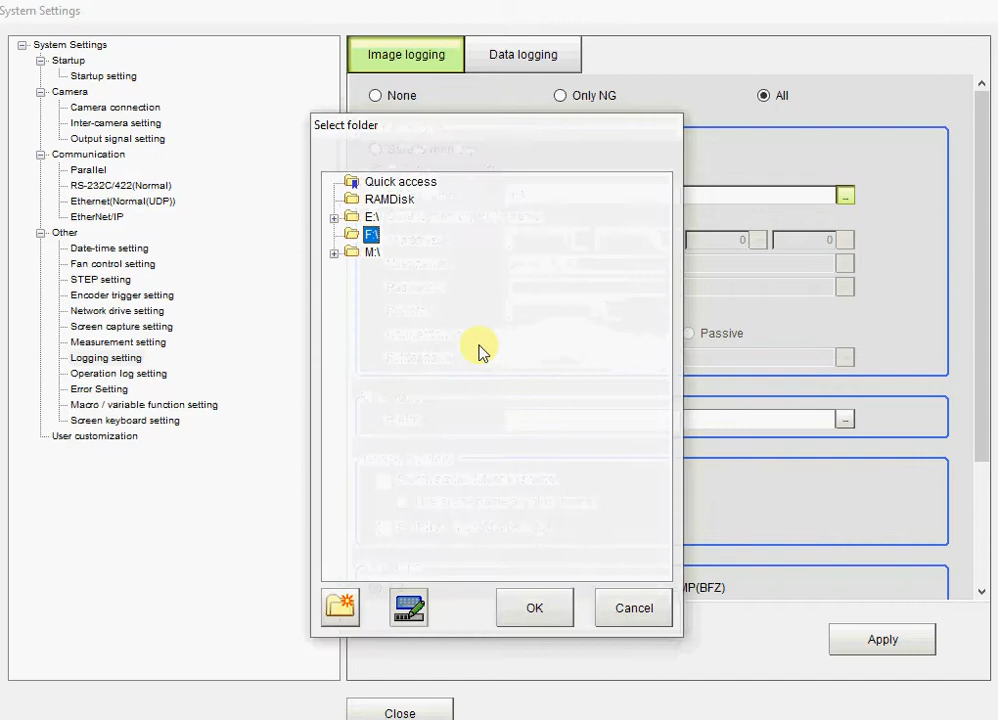 System Settings
System Settings
Startup
Startup setting
Camera
Camera connection
Inter-camera setting
Output signal setting
Communication
Parallel
RS-232C/422(Normal)
Ethernet(Normal(UDP))
EtherNet/IP
Other
Date-time setting
Fan control setting
STEP setting
Encoder trigger setting
Network drive setting
Screen capture setting
Measurement setting
Logging setting
Operation log setting
Error Setting
Macro / variable function setting
Screen keyboard setting
User customization
Image logging
Data logging
None
Only NG
All
Select folder
Quick access
RAMDisk
E:\
F:\
M:\
...
0
0
Passive
...
MP(BFZ)
OK
Cancel
Apply
Close